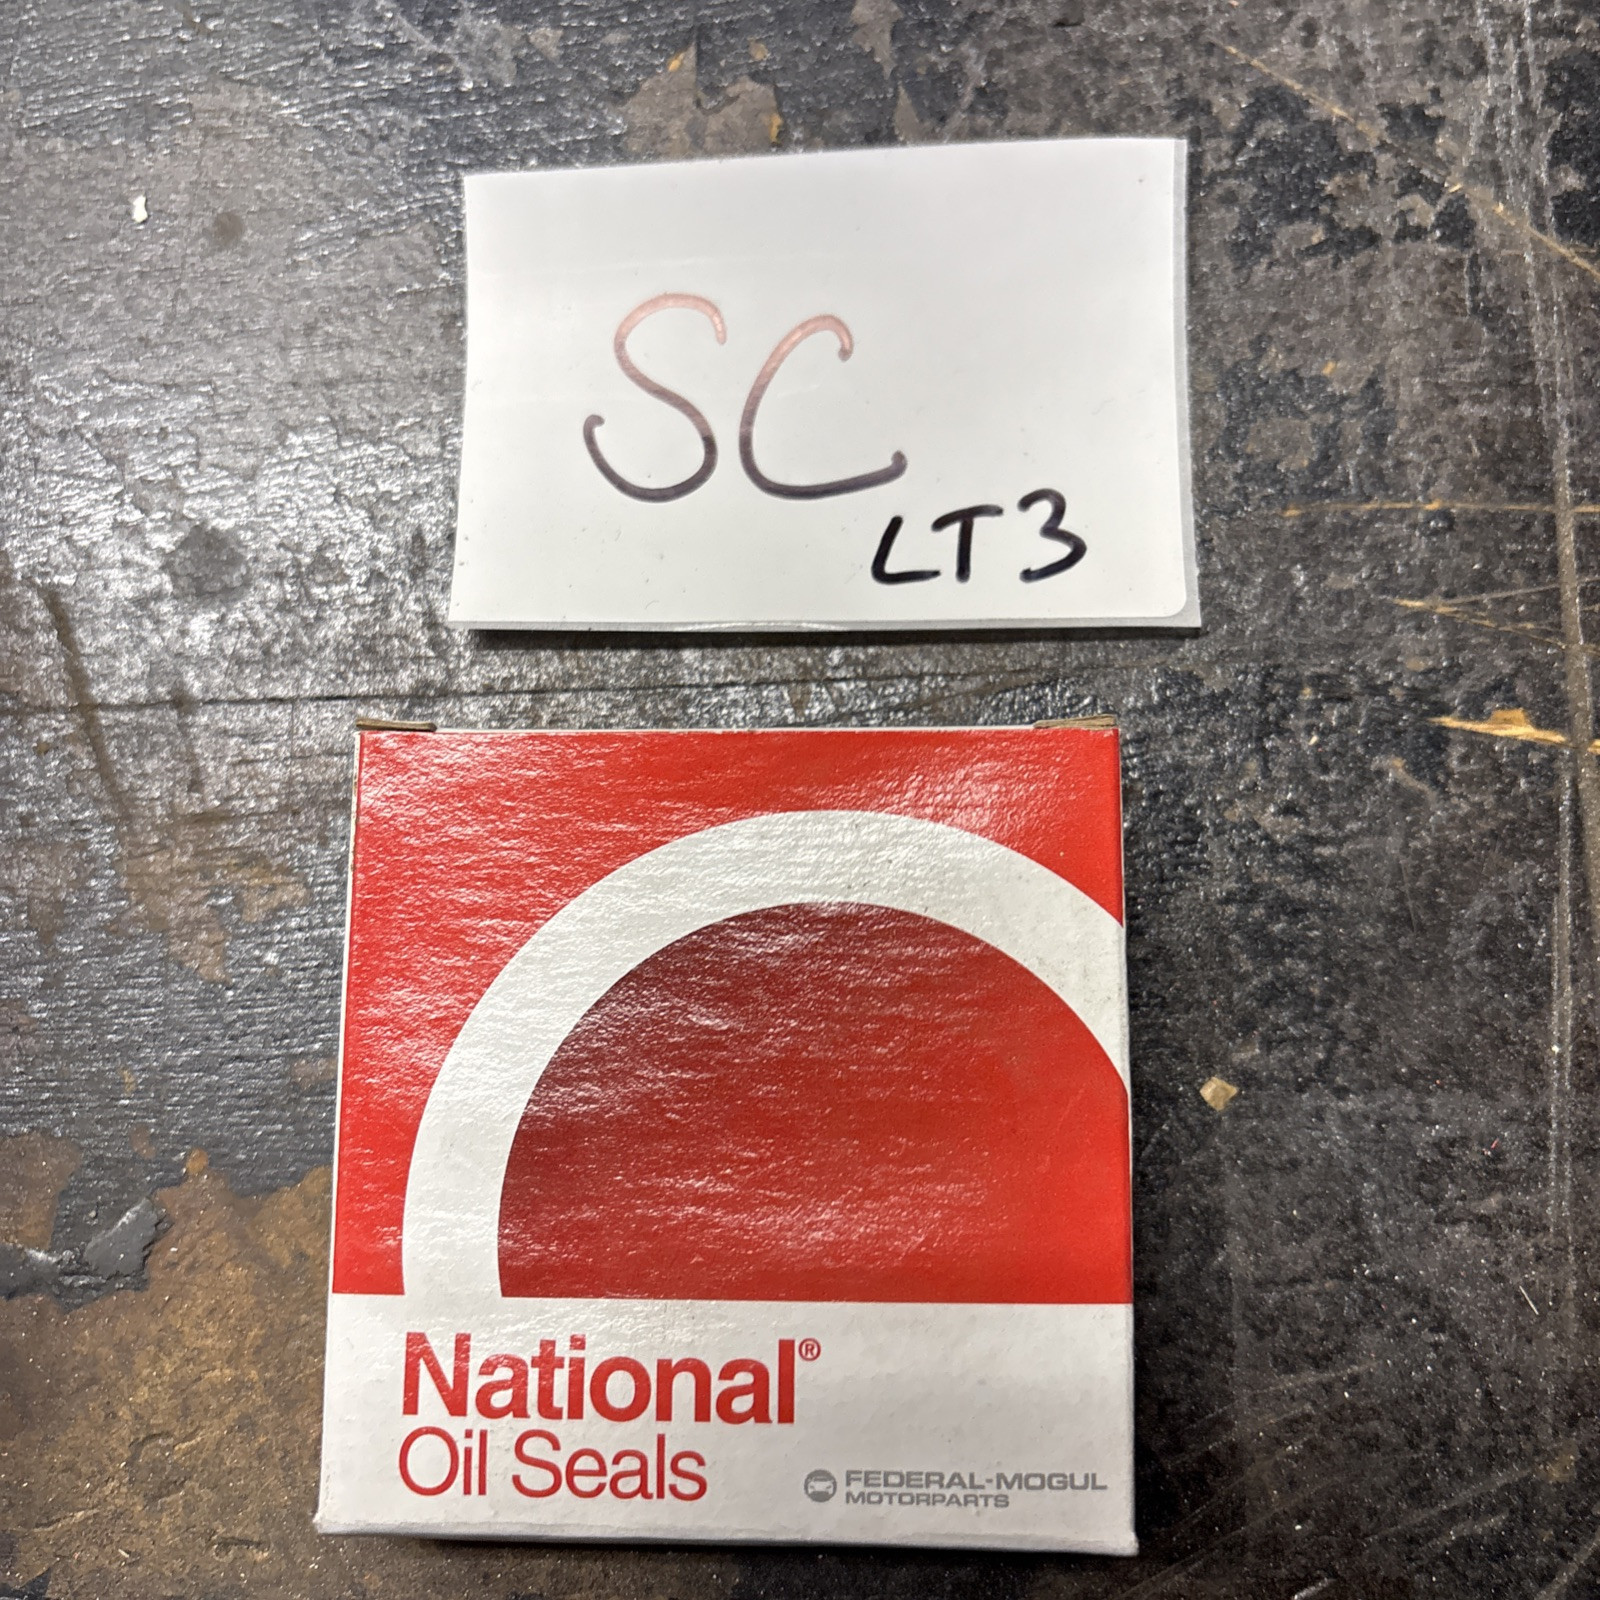 SC
LT3
National®
Oil Seals
FEDERAL-MOGUL
MOTORPARTS